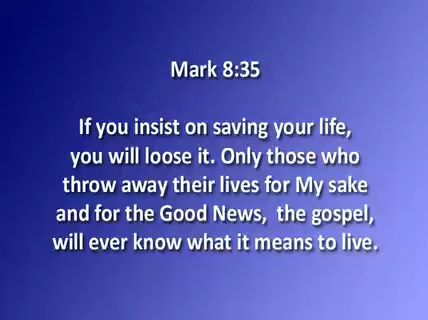 Mark 8:35
If you insist on saving your life,
you will loose it. Only those who
throw away their lives for My sake
and for the Good News,  the gospel,
will ever know what it means to live.